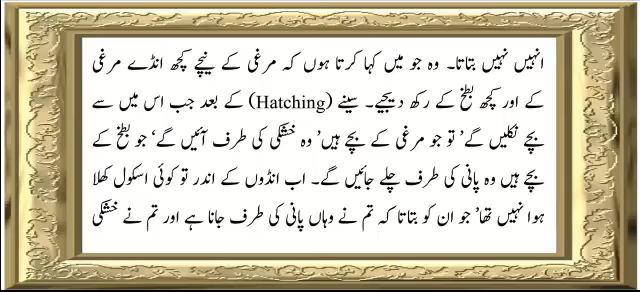 انہیں نہیں بتاتا۔ وہ جو میں کہا کرتا ہوں کہ مرغی کے نیچے کچھ انڈے مرغی
کے اور کچھ بطخ کے رکھ دیجیے۔ سینے (Hatching) کے بعد جب اس میں سے
بچے نکلیں گے’ تو جو مرغی کے بچے ہیں’ وہ خشکی کی طرف آئیں گے‘ جو بطخ کے
بچے ہیں وہ پانی کی طرف چلے جائیں گے۔ اب انڈوں کے اندر تو کوئی اسکول کھلا
ہوا نہیں تھا’ جو ان کو بتاتا کہ تم نے وہاں پانی کی طرف جانا ہے اور تم نے خشکی